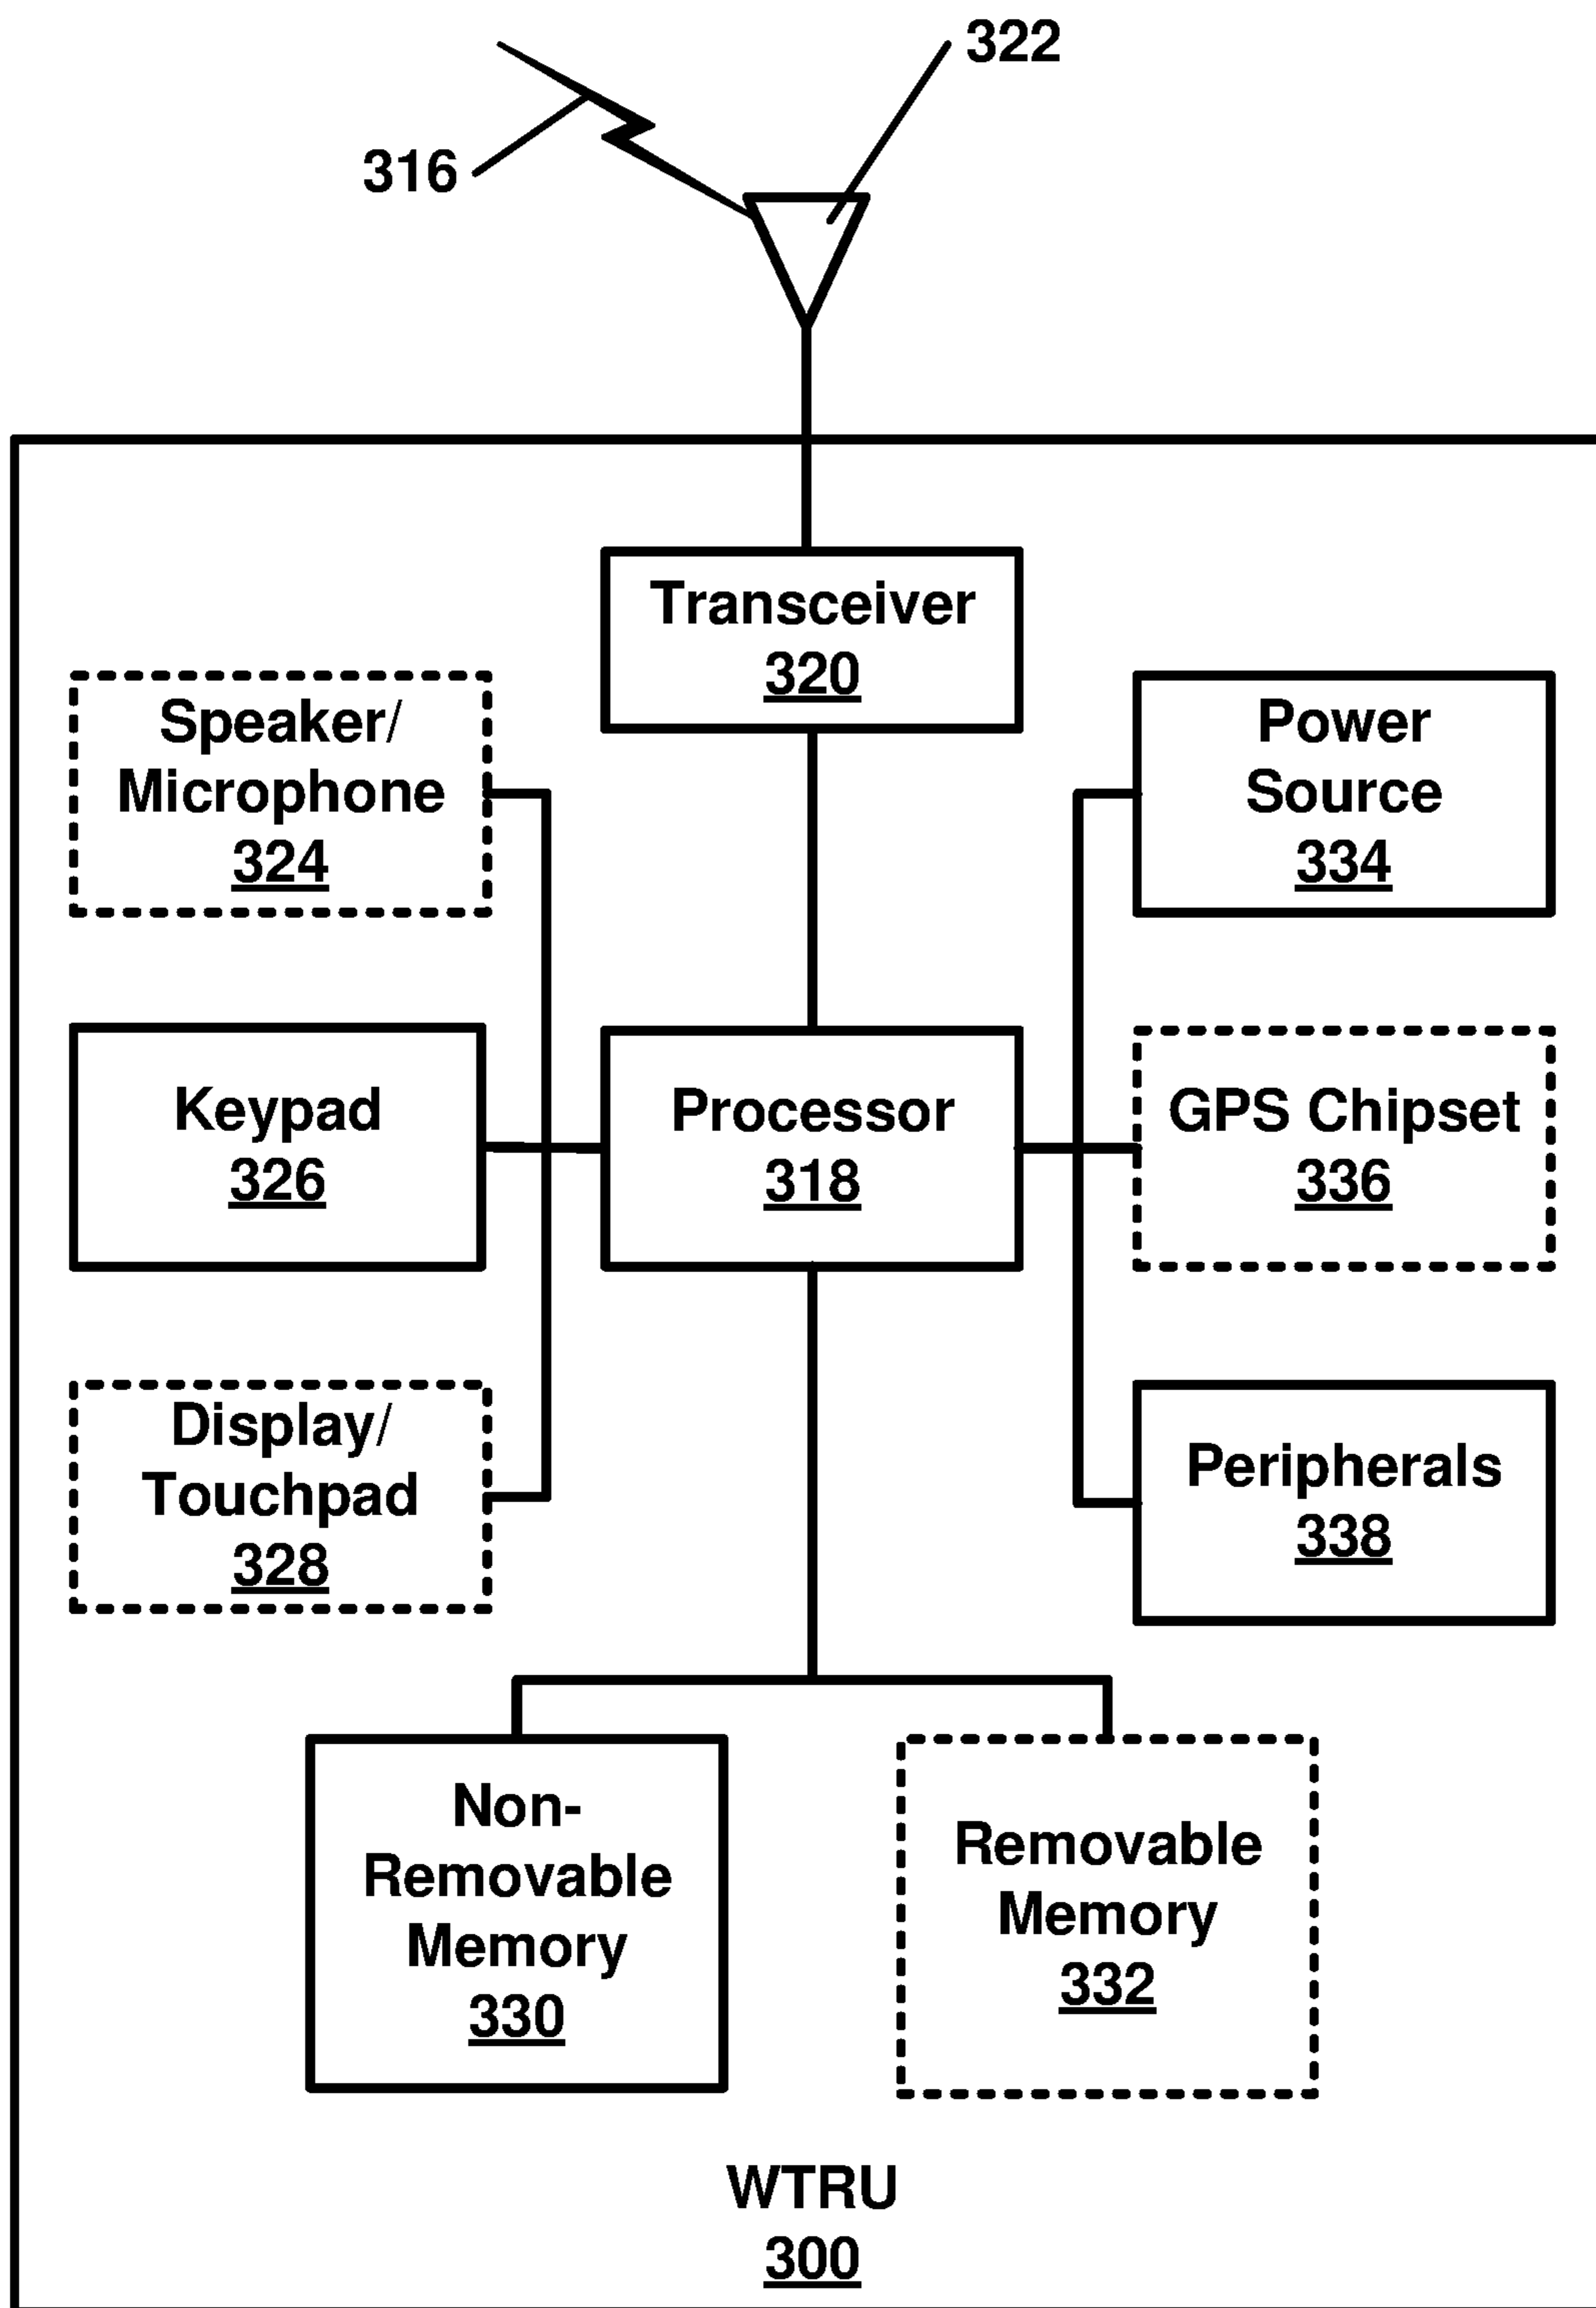 322
316
Transceiver
320
Speaker/
Microphone
324
Power
Source
334
Keypad
326
Processor
318
GPS Chipset
336
Display/
Touchpad
328
Peripherals
338
Non-
Removable
Memory
330
Removable
Memory
332
WTRU
300